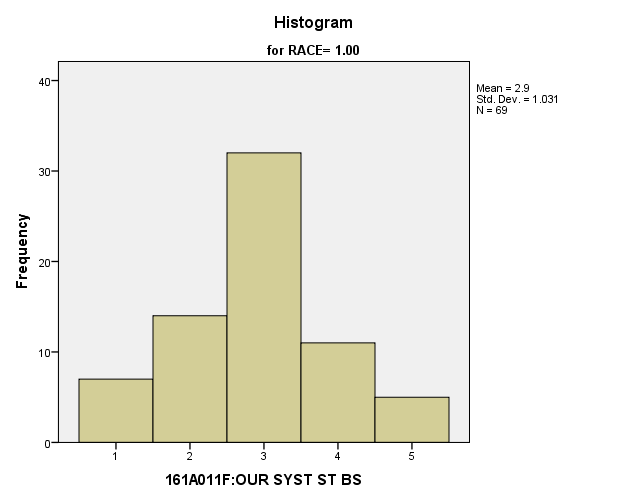 Histogram
for RACE= 1.00
Mean = 2.9
Std. Dev. = 1.031
N = 69
Frequency
40
30
20
10
0
1 2 3 4 5
161A011F:OUR SYST ST BS